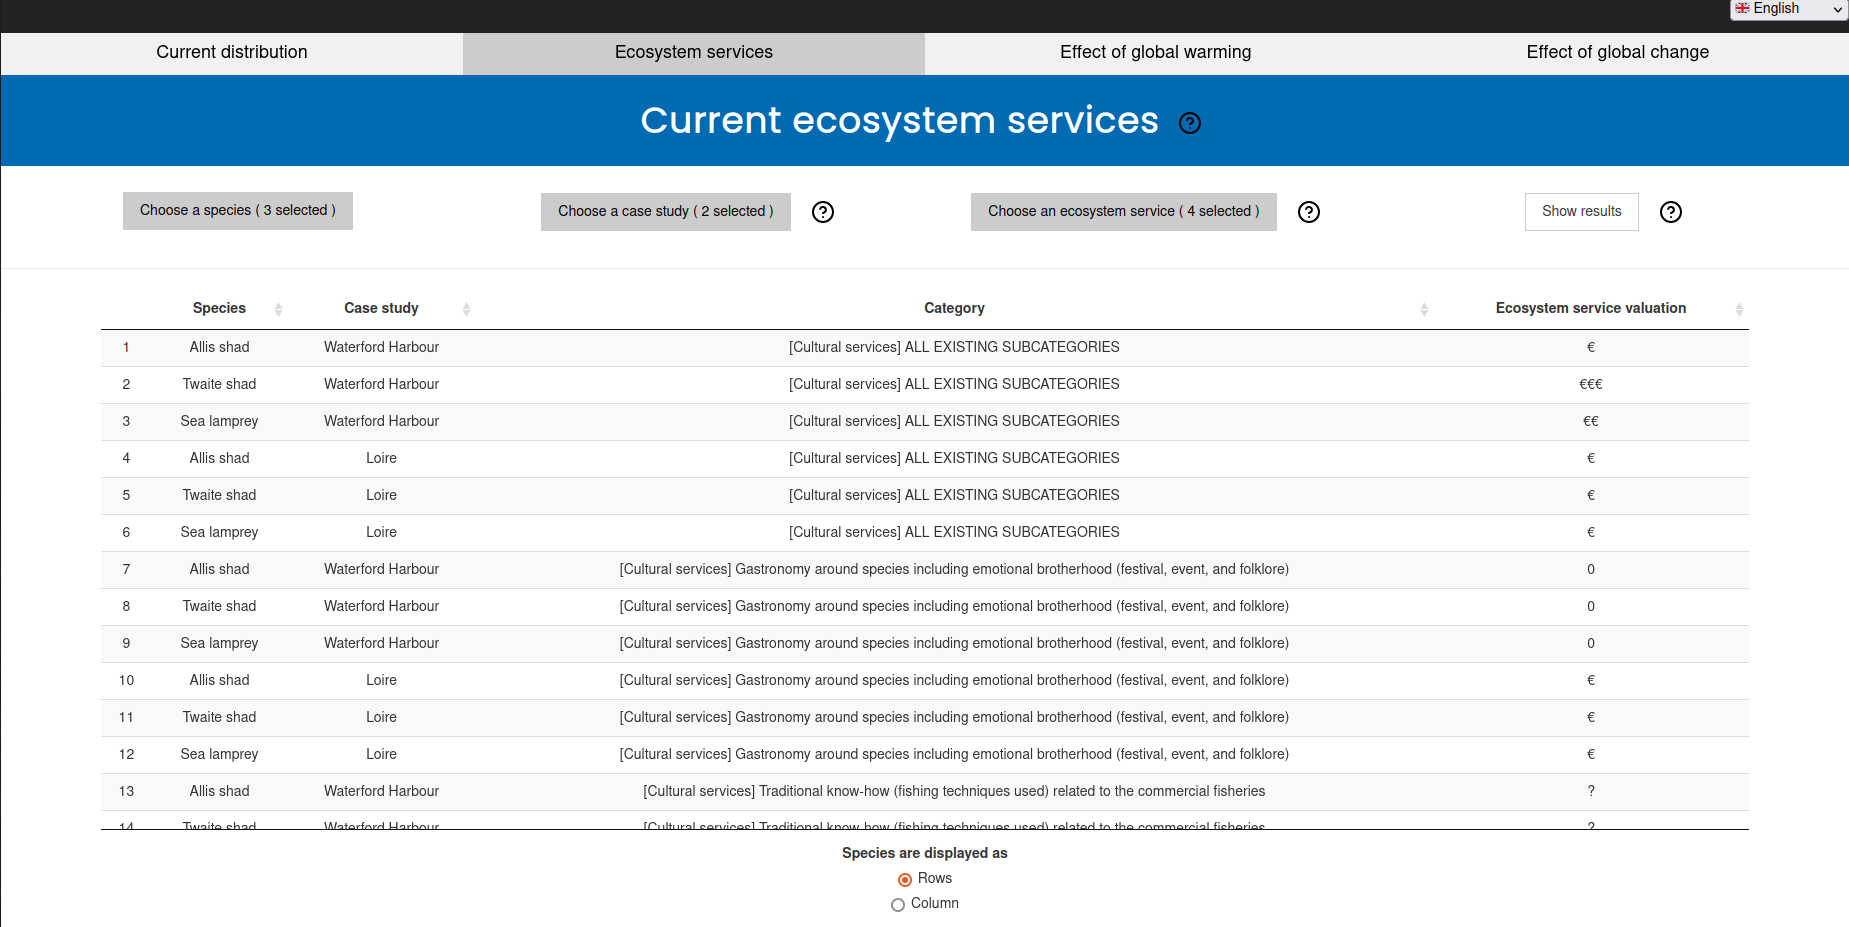 English
Current distribution Ecosystem services Effect of global warming Effect of global change
Current ecosystem services ?
Choose a species ( 3 selected ) Choose a case study ( 2 selected ) ? Choose an ecosystem service ( 4 selected ) ? Show results ?
Species Case study Category Ecosystem service valuation
1 Allis shad Waterford Harbour [Cultural services] ALL EXISTING SUBCATEGORIES €
2 Twaite shad Waterford Harbour [Cultural services] ALL EXISTING SUBCATEGORIES €€€
3 Sea lamprey Waterford Harbour [Cultural services] ALL EXISTING SUBCATEGORIES €€
4 Allis shad Loire [Cultural services] ALL EXISTING SUBCATEGORIES €
5 Twaite shad Loire [Cultural services] ALL EXISTING SUBCATEGORIES €
6 Sea lamprey Loire [Cultural services] ALL EXISTING SUBCATEGORIES €
7 Allis shad Waterford Harbour [Cultural services] Gastronomy around species including emotional brotherhood (festival, event, and folklore) 0
8 Twaite shad Waterford Harbour [Cultural services] Gastronomy around species including emotional brotherhood (festival, event, and folklore) 0
9 Sea lamprey Waterford Harbour [Cultural services] Gastronomy around species including emotional brotherhood (festival, event, and folklore) 0
10 Allis shad Loire [Cultural services] Gastronomy around species including emotional brotherhood (festival, event, and folklore) €
11 Twaite shad Loire [Cultural services] Gastronomy around species including emotional brotherhood (festival, event, and folklore) €
12 Sea lamprey Loire [Cultural services] Gastronomy around species including emotional brotherhood (festival, event, and folklore) €
13 Allis shad Waterford Harbour [Cultural services] Traditional know-how (fishing techniques used) related to the commercial fisheries ?
14 Twaite shad Waterford Harbour [Cultural services] Traditional know-how (fishing techniques used) related to the commercial fisheries ?
Species are displayed as
Rows
Column